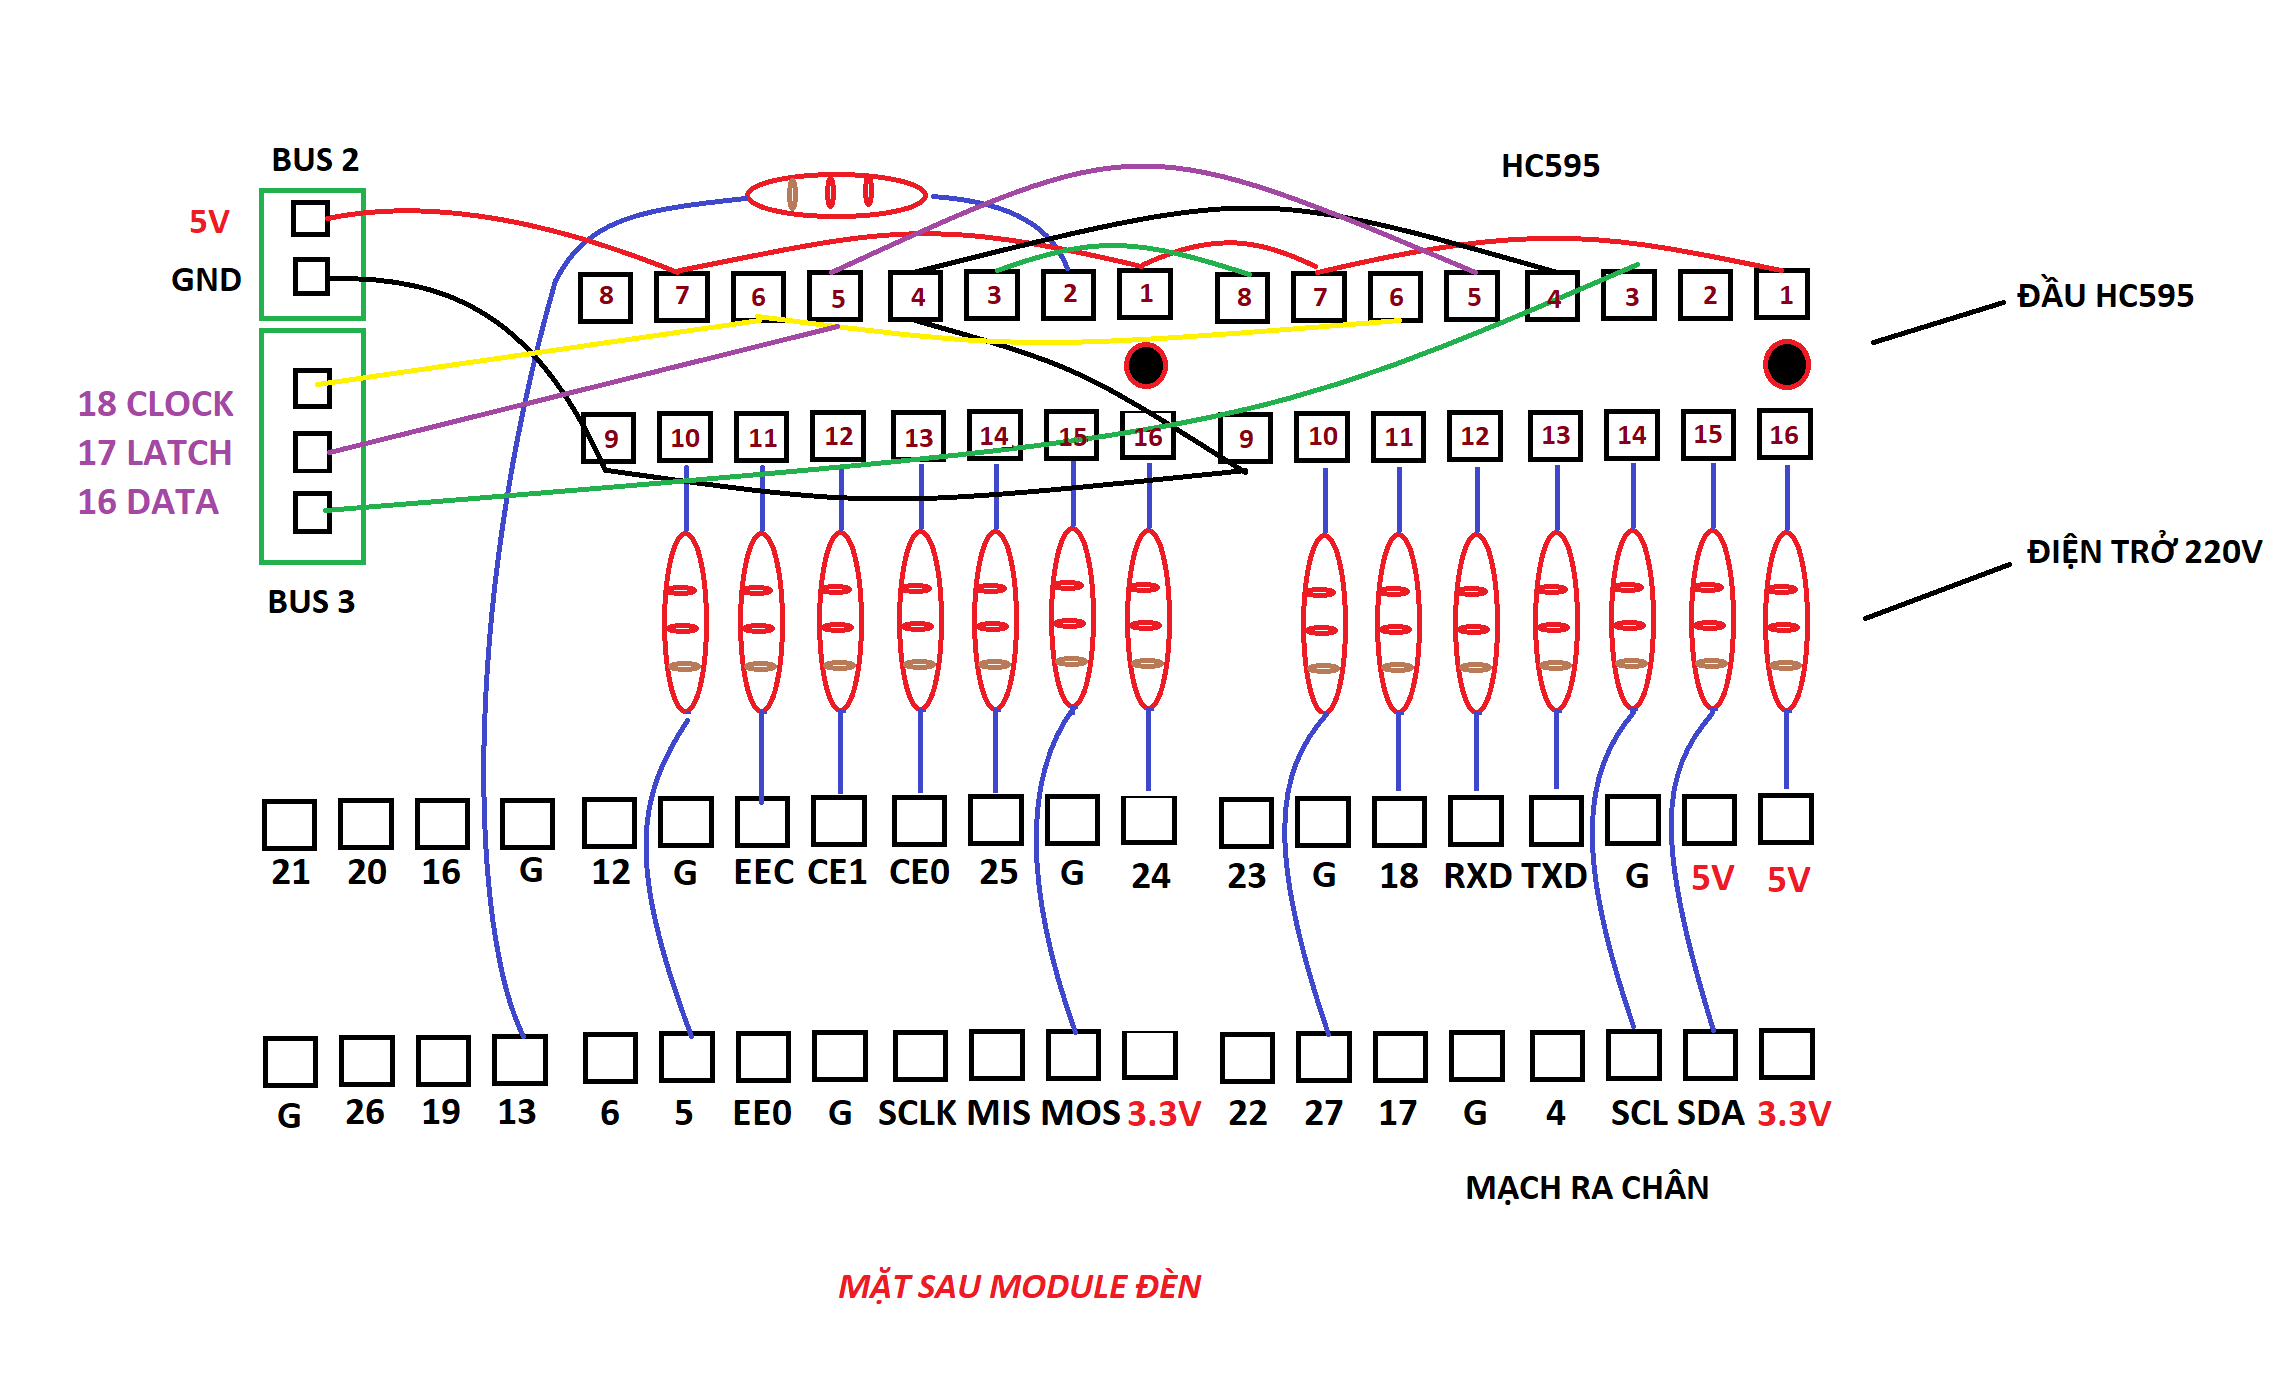 BUS 2
HC595
5V
GND
8 7 6 5 4 3 2 1 8 7 6 5 4 3 2 1
ĐẦU HC595
18 CLOCK
17 LATCH
16 DATA
9 10 11 12 13 14 15 16 9 10 11 12 13 14 15 16
ĐIỆN TRỞ 220V
BUS 3
21 20 16 G 12 G EEC CE1 CE0 25 G 24 23 G 18 RXD TXD G 5V 5V
G 26 19 13 6 5 EE0 G SCLK MIS MOS 3.3V 22 27 17 G 4 SCL SDA 3.3V
MẠCH RA CHÂN
MẶT SAU MODULE ĐÈN